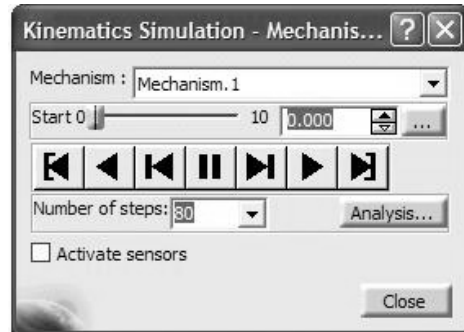 Kinematics Simulation - Mechanis...
Mechanism : Mechanism.1
Start 0 10 0.000 ...
Number of steps: 80 Analysis...
Activate sensors
Close